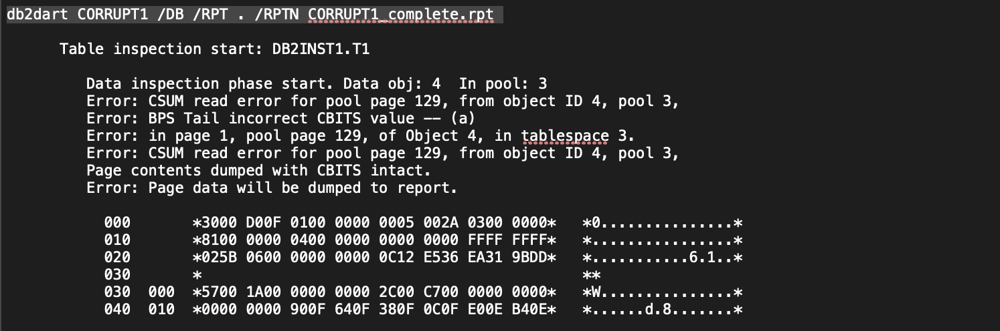 db2dart CORRUPT1 /DB /RPT . /RPTN CORRUPT1_complete.rpt
Table inspection start: DB2INST1.T1
Data inspection phase start. Data obj: 4  In pool: 3
Error: CSUM read error for pool page 129, from object ID 4, pool 3,
Error: BPS Tail incorrect CBITS value -- (a)
Error: in page 1, pool page 129, of Object 4, in tablespace 3.
Error: CSUM read error for pool page 129, from object ID 4, pool 3,
Page contents dumped with CBITS intact.
Error: Page data will be dumped to report.
000       *3000 D00F 0100 0000 0005 002A 0300 0000*   *0...............*
010       *8100 0000 0400 0000 0000 0000 FFFF FFFF*   *................*
020       *025B 0600 0000 0000 0C12 E536 EA31 9BDD*   *...........6.1..*
030       *                                           **
030  000  *5700 1A00 0000 0000 2C00 C700 0000 0000*   *W...............*
040  010  *0000 0000 900F 640F 380F 0C0F E00E B40E*   *......d.8.......*